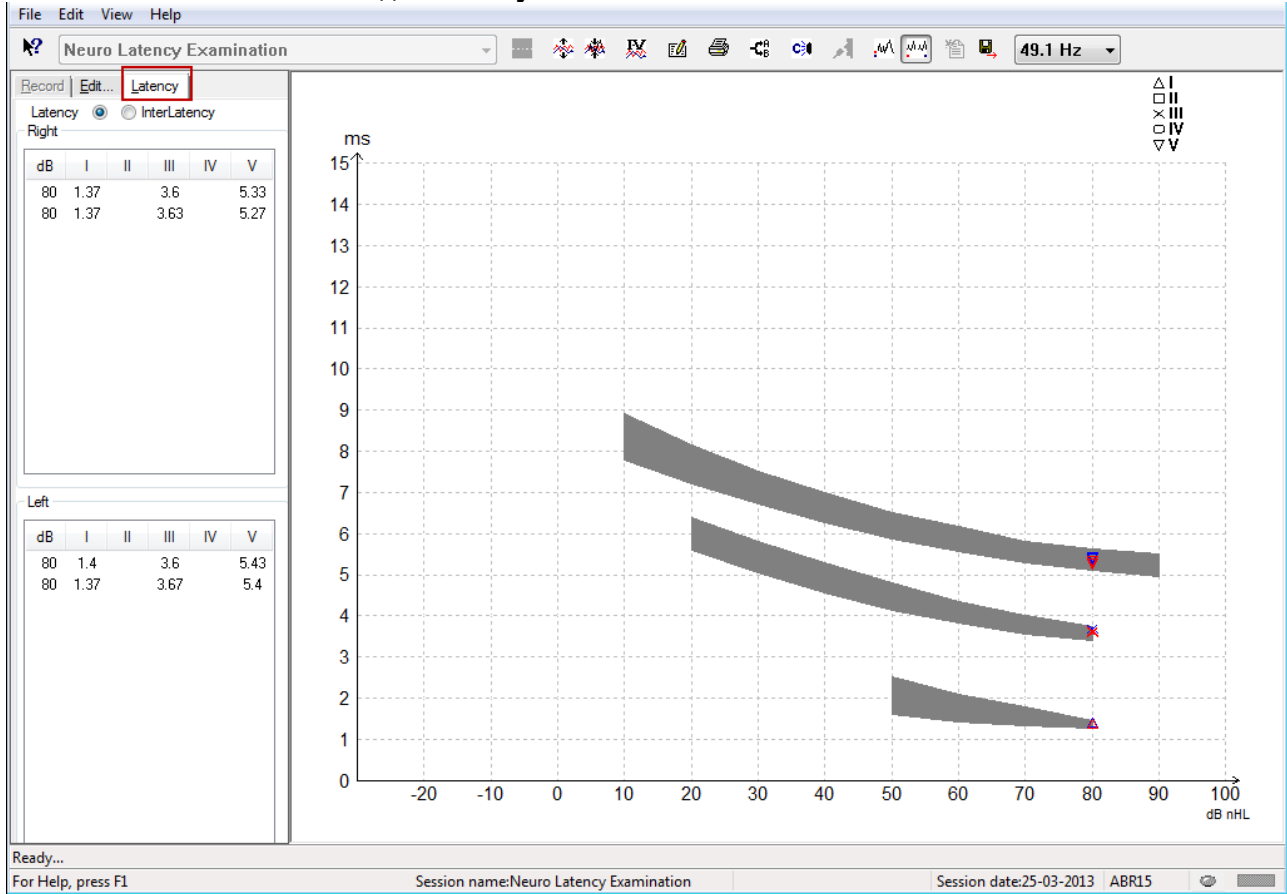 File Edit View Help
Neuro Latency Examination
49.1 Hz
Record Edit... Latency
Latency InterLatency
Right
dB I II III IV V
80 1.37 3.6 5.33
80 1.37 3.63 5.27
Left
dB I II III IV V
80 1.4 3.6 5.43
80 1.37 3.67 5.4
I
II
III
IV
V
ms
15
14
13
12
11
10
9
8
7
6
5
4
3
2
1
0
-20 -10 0 10 20 30 40 50 60 70 80 90 100
dB nHL
Ready...
For Help, press F1 Session name:Neuro Latency Examination Session date:25-03-2013 ABR15